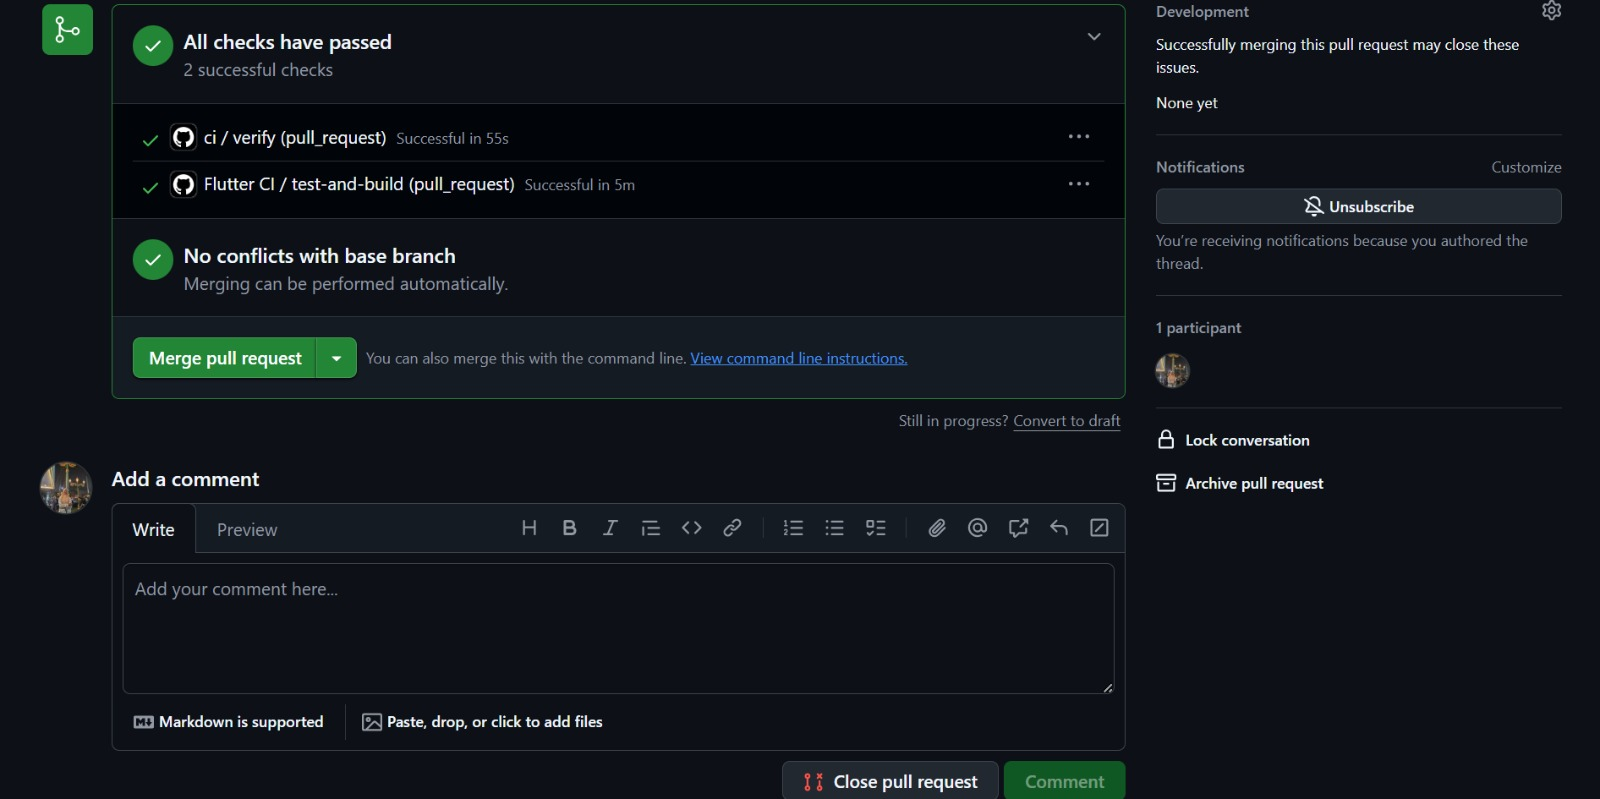 All checks have passed
2 successful checks
ci / verify (pull_request) Successful in 55s
Flutter CI / test-and-build (pull_request) Successful in 5m
No conflicts with base branch
Merging can be performed automatically.
Merge pull request
You can also merge this with the command line. View command line instructions.
Still in progress? Convert to draft
Add a comment
Write
Preview
Add your comment here...
Markdown is supported
Paste, drop, or click to add files
Close pull request
Comment
Development
Successfully merging this pull request may close these
issues.
None yet
Notifications
Customize
Unsubscribe
You're receiving notifications because you authored the
thread.
1 participant
Lock conversation
Archive pull request